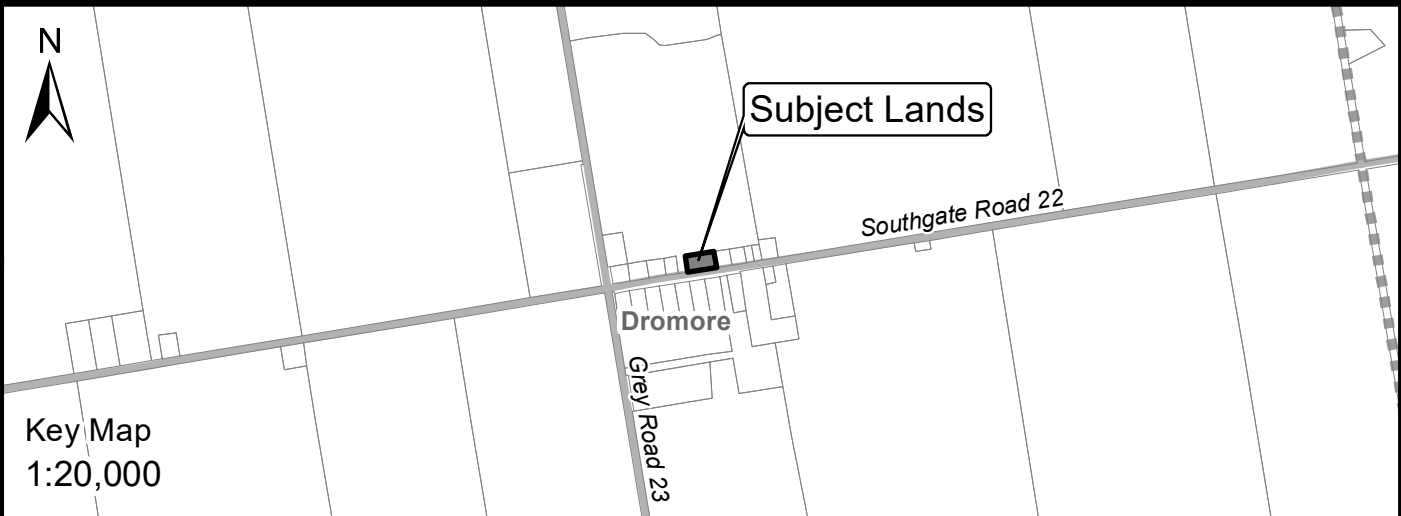 N
Subject Lands
Southgate Road 22
Dromore
Grey Road 23
Key Map
1:20,000